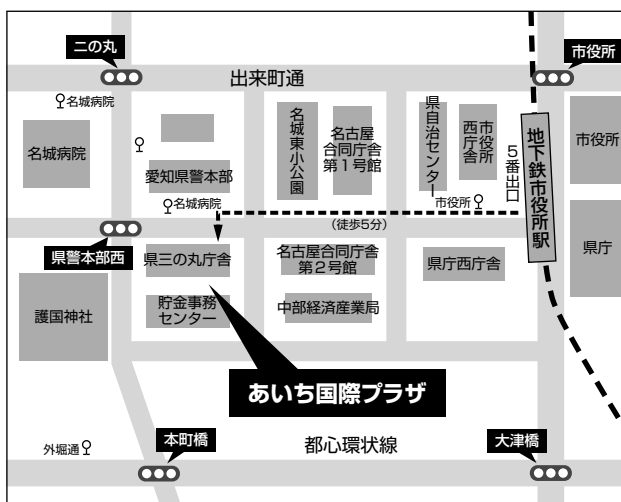 二の丸
市役所
出来町通
名城病院
名城病院
愛知県警本部
名城東小公園
名古屋
合同庁舎
第1号館
県自治センター
市役所
西庁舎
5番出口
地下鉄市役所駅
市役所
名城病院
市役所
(徒歩5分)
県警本部西
県三の丸庁舎
名古屋合同庁舎
第2号館
県庁西庁舎
県庁
護国神社
貯金事務
センター
中部経済産業局
あいち国際プラザ
外堀通
本町橋
都心環状線
大津橋